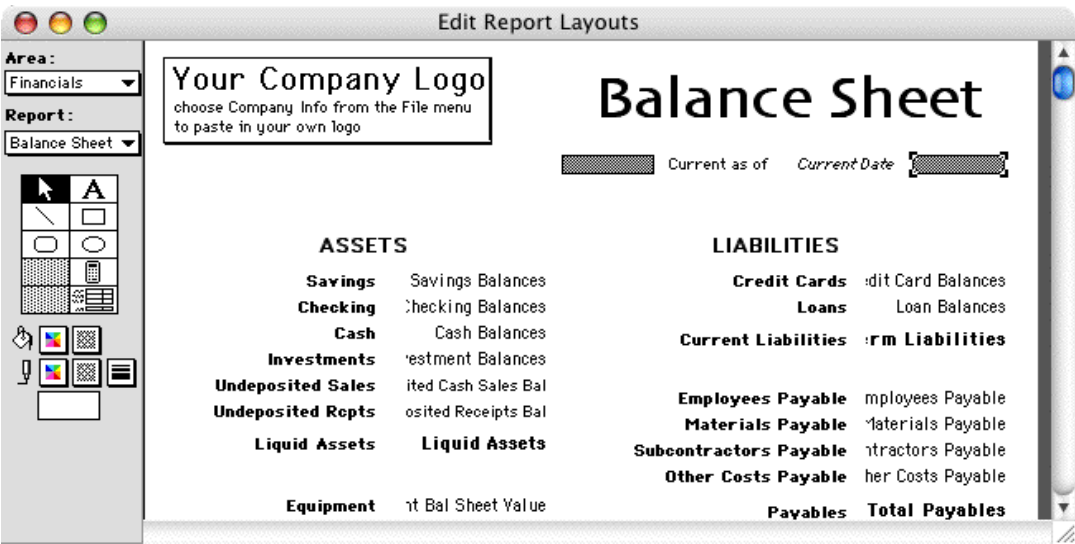 Edit Report Layouts
Area:
Financials
Report:
Balance Sheet
A
Your Company Logo
choose Company Info from the File menu
to paste in your own logo
Balance Sheet
Current as of Current Date
ASSETS
Savings Savings Balances
Checking hecking Balances
Cash Cash Balances
Investments estment Balances
Undeposited Sales ited Cash Sales Bal
Undeposited Rcpts osited Receipts Bal
Liquid Assets Liquid Assets
Equipment nt Bal Sheet Value
LIABILITIES
Credit Cards dit Card Balances
Loans Loan Balances
Current Liabilities rm Liabilities
Employees Payable mployees Payable
Materials Payable Materials Payable
Subcontractors Payable ntractors Payable
Other Costs Payable her Costs Payable
Payables Total Payables